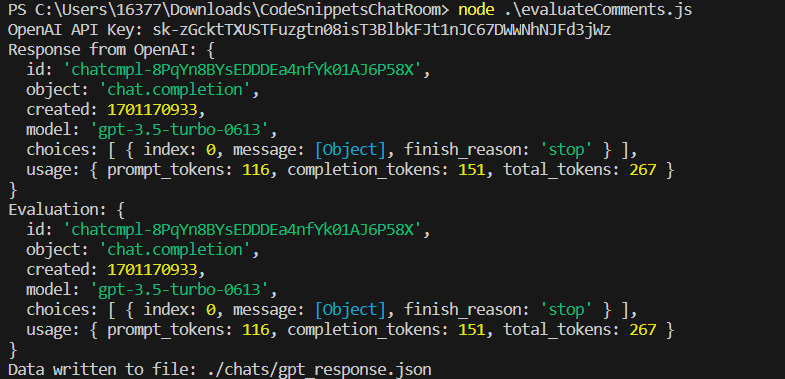 PS C:\Users\16377\Downloads\CodeSnippetsChatRoom> node .\evaluateComments.js
OpenAI API Key: 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
Response from OpenAI: {
  id: 'chatcmpl-8PqYn8BYsEDDDEa4nfYk01AJ6P58X',
  object: 'chat.completion',
  created: 1701170933,
  model: 'gpt-3.5-turbo-0613',
  choices: [ { index: 0, message: [Object], finish_reason: 'stop' } ],
  usage: { prompt_tokens: 116, completion_tokens: 151, total_tokens: 267 }
}
Evaluation: {
  id: 'chatcmpl-8PqYn8BYsEDDDEa4nfYk01AJ6P58X',
  object: 'chat.completion',
  created: 1701170933,
  model: 'gpt-3.5-turbo-0613',
  choices: [ { index: 0, message: [Object], finish_reason: 'stop' } ],
  usage: { prompt_tokens: 116, completion_tokens: 151, total_tokens: 267 }
}
Data written to file: ./chats/gpt_response.json